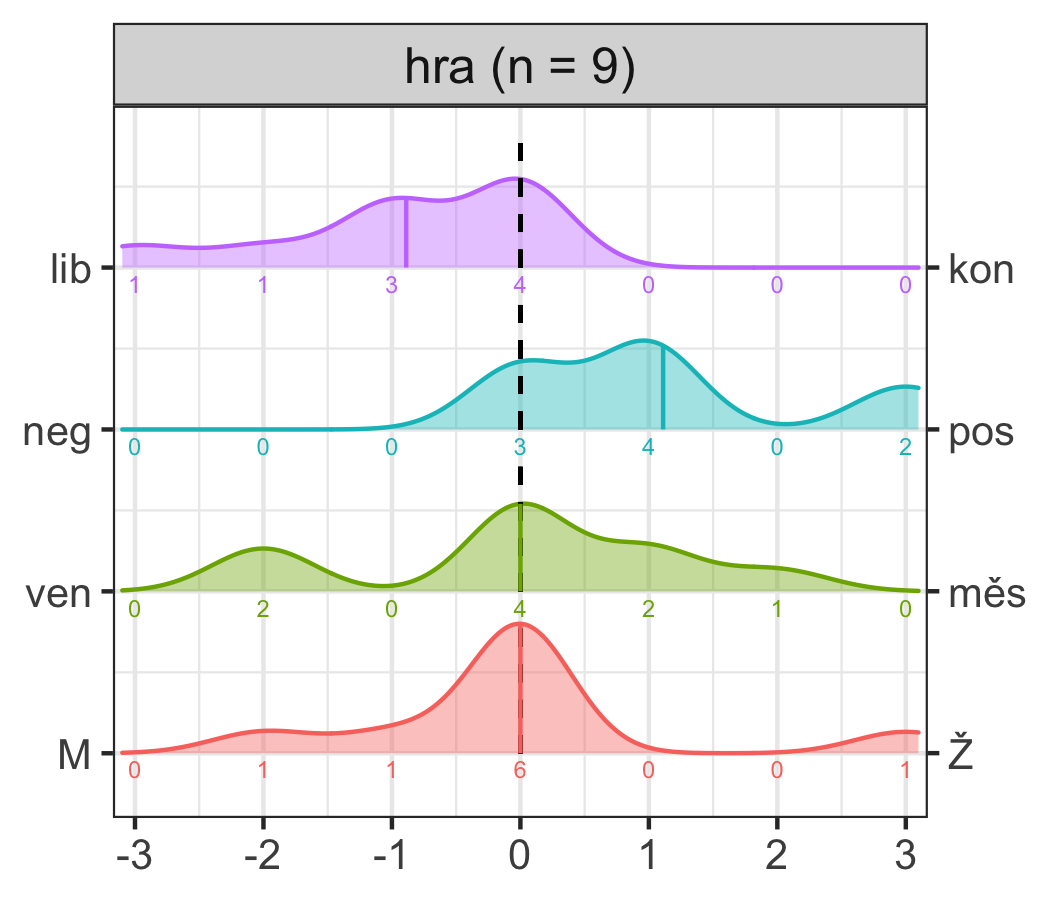 hra (n = 9)
lib kon
1 1 3 4 0 0 0
neg pos
0 0 0 3 4 0 2
ven měs
0 2 0 4 2 1 0
M Ž
0 1 1 6 0 0 1
-3 -2 -1 0 1 2 3